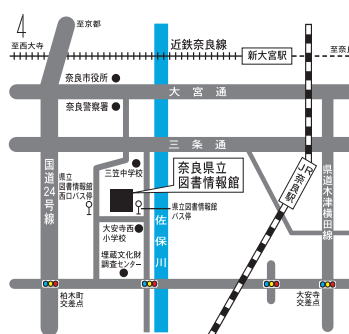 4
至京都
至西大寺
近鉄奈良線
新大宮駅
至奈良
奈良市役所
大宮通
奈良警察署
三条通
三笠中学校
奈良県立
図書情報館
県立
図書情報館
西口バス停
県立図書情報館
バス停
JR奈良駅
県道木津横田線
国道24号線
佐保川
大安寺西
小学校
埋蔵文化財
調査センター
柏木町
交差点
大安寺
交差点